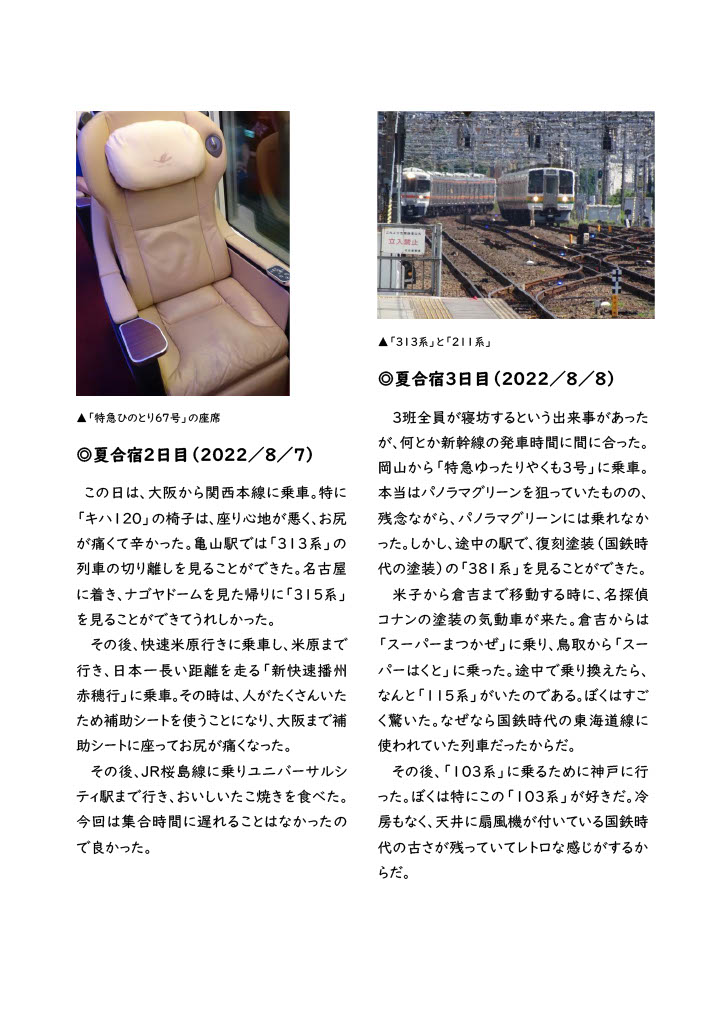 ▲「特急ひのとり67号」の座席
◎夏合宿2日目(2022/8/7)
この日は、大阪から関西本線に乗車。特に
「キハ120」の椅子は、座り心地が悪く、お尻
が痛くて辛かった。亀山駅では「313系」の
列車の切り離しを見ることができた。名古屋
に着き、ナゴヤドームを見た帰りに「315系」
を見ることができてうれしかった。
その後、快速米原行きに乗車し、米原まで
行き、日本一長い距離を走る「新快速播州
赤穂行」に乗車。その時は、人がたくさんいた
ため補助シートを使うことになり、大阪まで補
助シートに座ってお尻が痛くなった。
その後、JR桜島線に乗りユニバーサルシ
ティ駅まで行き、おいしいたこ焼きを食べた。
今回は集合時間に遅れることはなかったの
で良かった。
立入禁止
▲「313系」と「211系」
◎夏合宿3日目(2022/8/8)
3班全員が寝坊するという出来事があった
が、何とか新幹線の発車時間に間に合った。
岡山から「特急ゆったりやくも3号」に乗車。
本当はパノラマグリーンを狙っていたものの、
残念ながら、パノラマグリーンには乗れなか
った。しかし、途中の駅で、復刻塗装(国鉄時
代の塗装)の「381系」を見ることができた。
米子から倉吉まで移動する時に、名探偵
コナンの塗装の気動車が来た。倉吉からは
「スーパーまつかぜ」に乗り、鳥取から「スー
パーはくと」に乗った。途中で乗り換えたら、
なんと「115系」がいたのである。ぼくはすご
く驚いた。なぜなら国鉄時代の東海道線に
使われていた列車だったからだ。
その後、「103系」に乗るために神戸に行
った。ぼくは特にこの「103系」が好きだ。冷
房もなく、天井に扇風機が付いている国鉄時
代の古さが残っていてレトロな感じがするか
らだ。